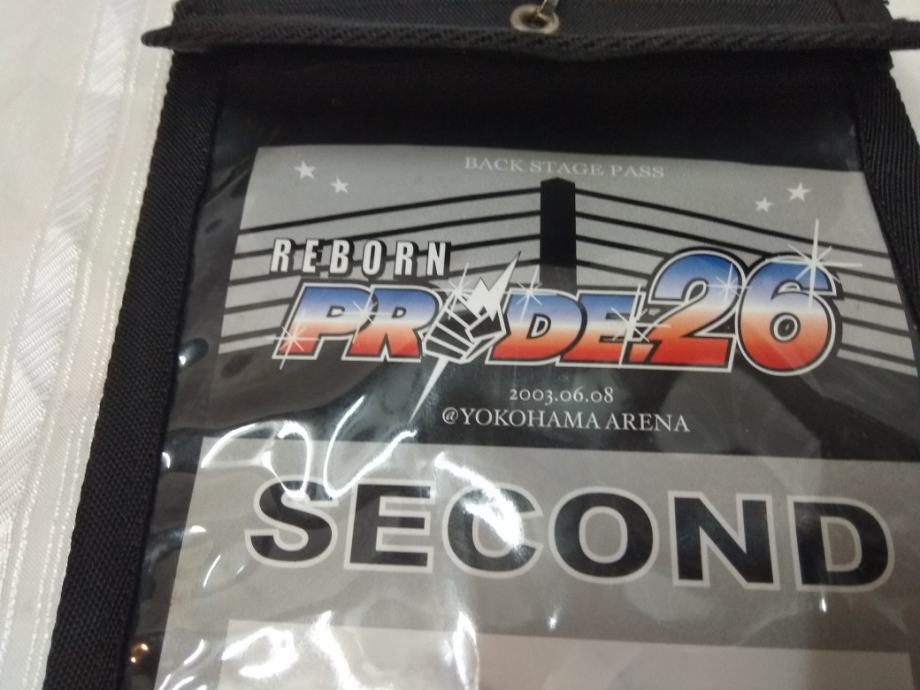 BACK STAGE PASS
REBORN
PRIDE.26
2003.06.08
@YOKOHAMA ARENA
SECOND